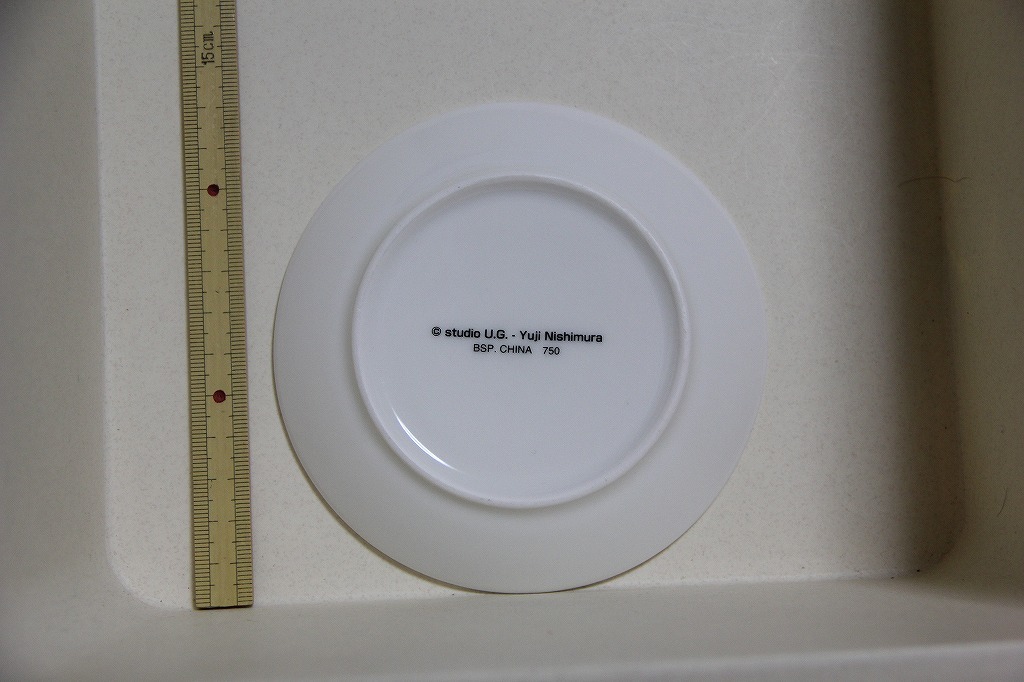 15cm
© studio U.G. - Yuji Nishimura
BSP. CHINA 750